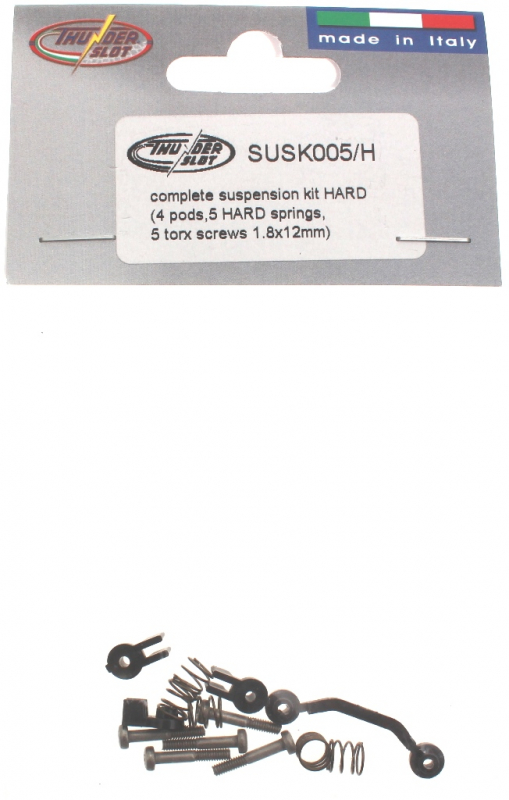 THUNDER
SLOT
made in Italy
THUNDER
SLOT
SUSK005/H
complete suspension kit HARD
(4 pods,5 HARD springs,
5 torx screws 1.8x12mm)